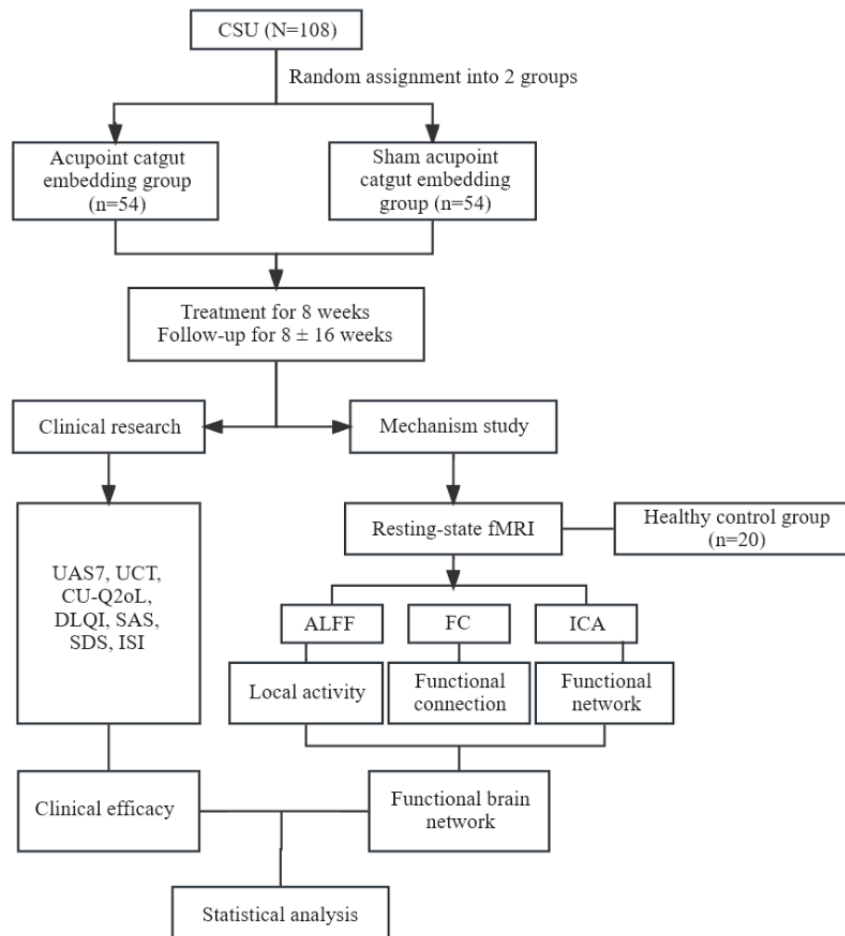 CSU (N=108)
Random assignment into 2 groups
Acupoint catgut
embedding group
(n=54)
Sham acupoint
catgut embedding
group (n=54)
Treatment for 8 weeks
Follow-up for 8 ± 16 weeks
Clinical research
Mechanism study
UAS7, UCT,
CU-Q2oL,
DLQI, SAS,
SDS, ISI
Resting-state fMRI
Healthy control group
(n=20)
ALFF
FC
ICA
Local activity
Functional
connection
Functional
network
Clinical efficacy
Functional brain
network
Statistical analysis